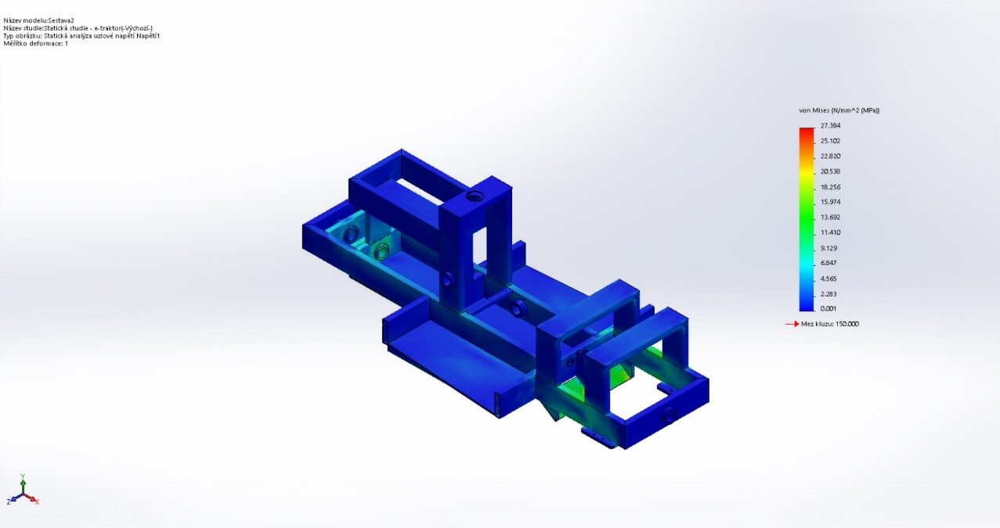 Název modelu:Sestava2
Název studie:Statická studie - e-traktor(-Výchozí-)
Typ obrázku: Statická analýza uzlové napětí Napětí1
Měřítko deformace: 1
von Mises (N/mm^2 (MPa))
27.384
25.102
22.820
20.538
18.256
15.974
13.692
11.410
9.129
6.847
4.565
2.283
0.001
Mez kluzu: 150.000
Y
Z
X